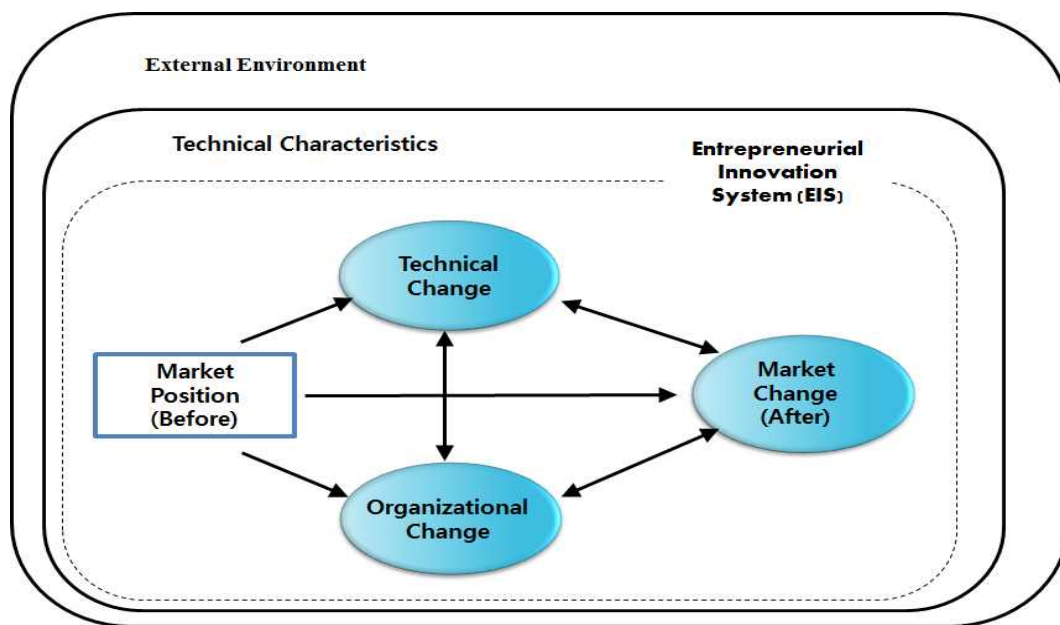 External Environment
Technical Characteristics
Entrepreneurial
Innovation
System (EIS)
Technical
Change
Market
Position
(Before)
Market
Change
(After)
Organizational
Change